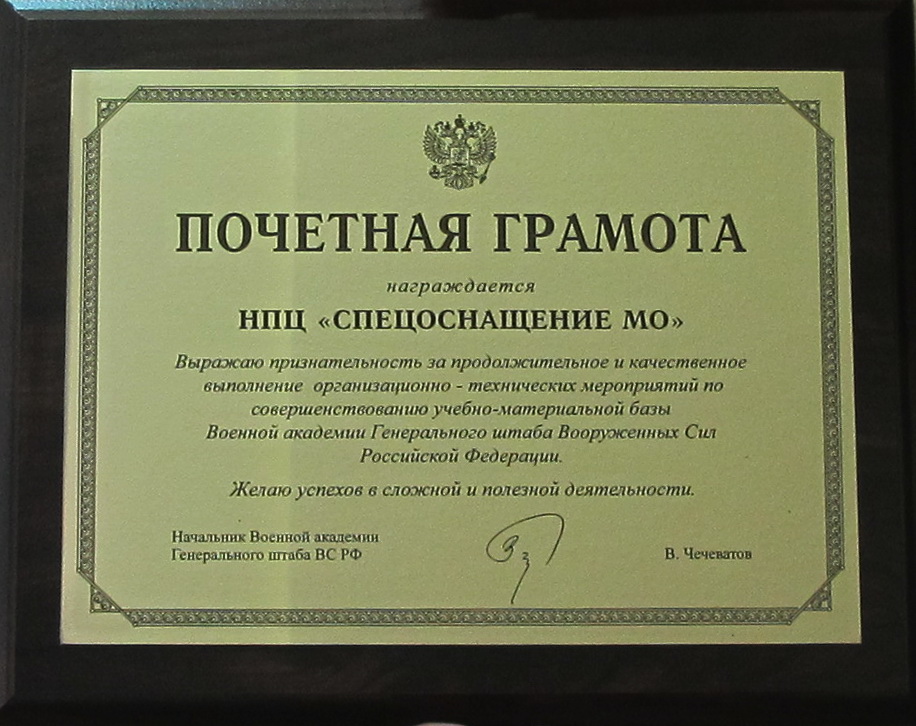 ПОЧЕТНАЯ ГРАМОТА
награждается
НПЦ «СПЕЦОСНАЩЕНИЕ МО»
Выражаю признательность за продолжительное и качественное
выполнение организационно - технических мероприятий по
совершенствованию учебно-материальной базы
Военной академии Генерального штаба Вооруженных Сил
Российской Федерации.
Желаю успехов в сложной и полезной деятельности.
Начальник Военной академии
Генерального штаба ВС РФ
В. Чечеватов